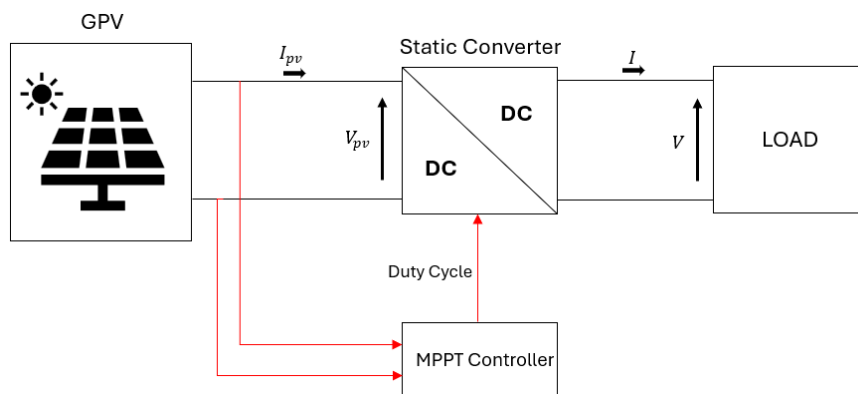 GPV
I_pv
Static Converter
I
V_pv
DC
DC
V
LOAD
Duty Cycle
MPPT Controller